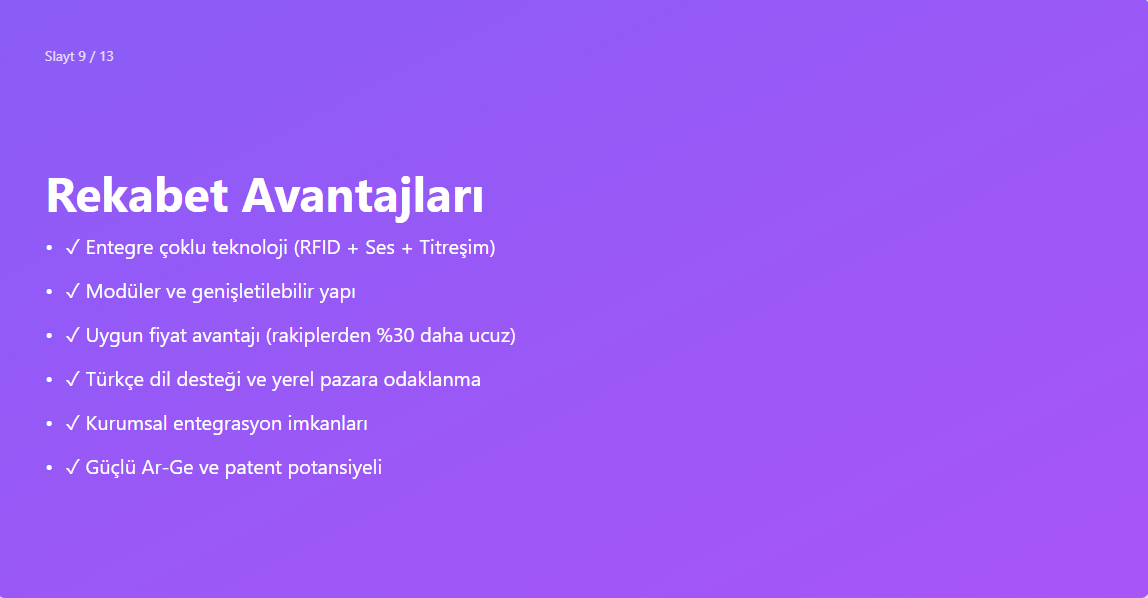 Slayt 9 / 13
Rekabet Avantajları
• ✓ Entegre çoklu teknoloji (RFID + Ses + Titreşim)
• ✓ Modüler ve genişletilebilir yapı
• ✓ Uygun fiyat avantajı (rakiplerden %30 daha ucuz)
• ✓ Türkçe dil desteği ve yerel pazara odaklanma
• ✓ Kurumsal entegrasyon imkanları
• ✓ Güçlü Ar-Ge ve patent potansiyeli